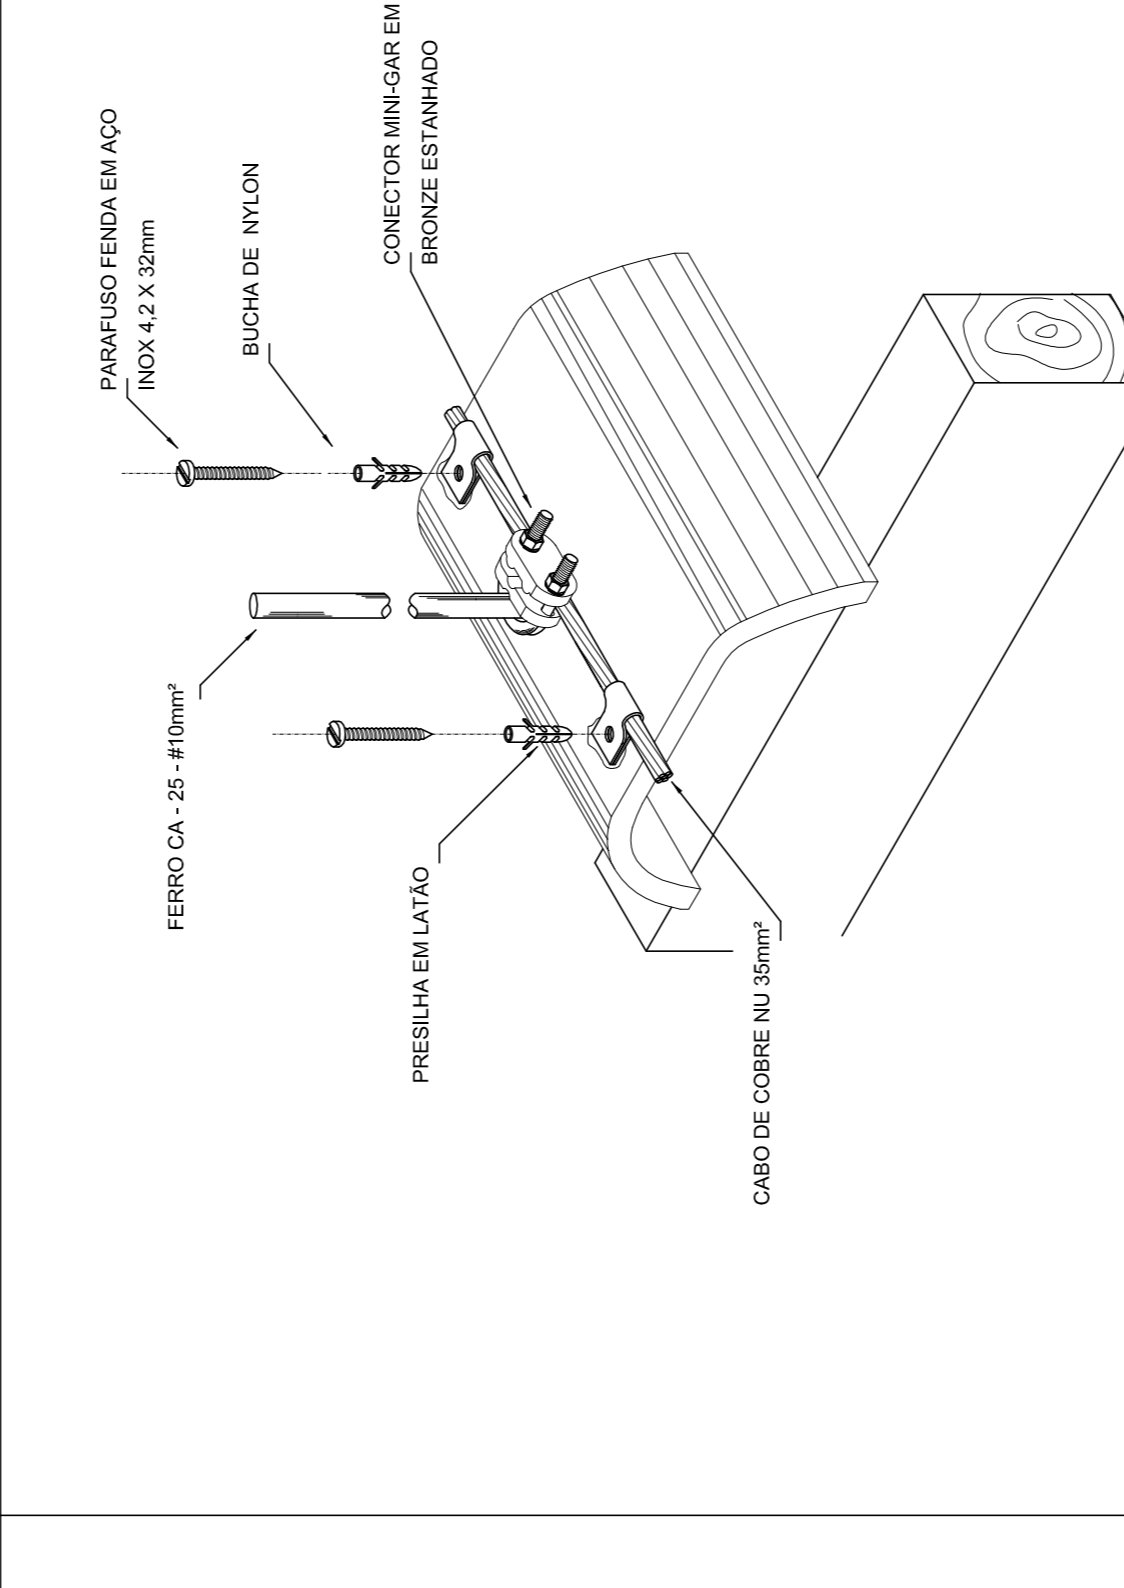 PARAFUSO FENDA EM AÇO
INOX 4,2 X 32mm
BUCHA DE NYLON
CONECTOR MINI-GAR EM
BRONZE ESTANHADO
FERRO CA - 25 - #10mm²
PRESILHA EM LATÃO
CABO DE COBRE NU 35mm²